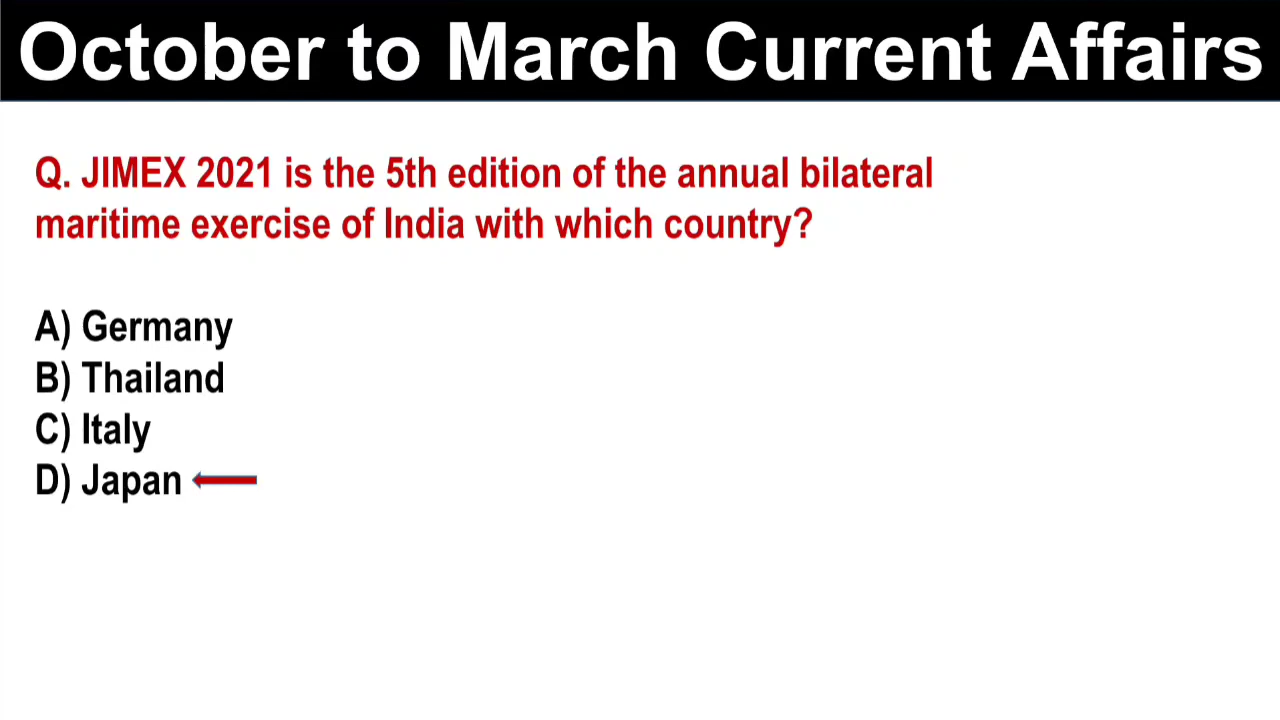 October to March Current Affairs
Q. JIMEX 2021 is the 5th edition of the annual bilateral
maritime exercise of India with which country?
A) Germany
B) Thailand
C) Italy
D) Japan